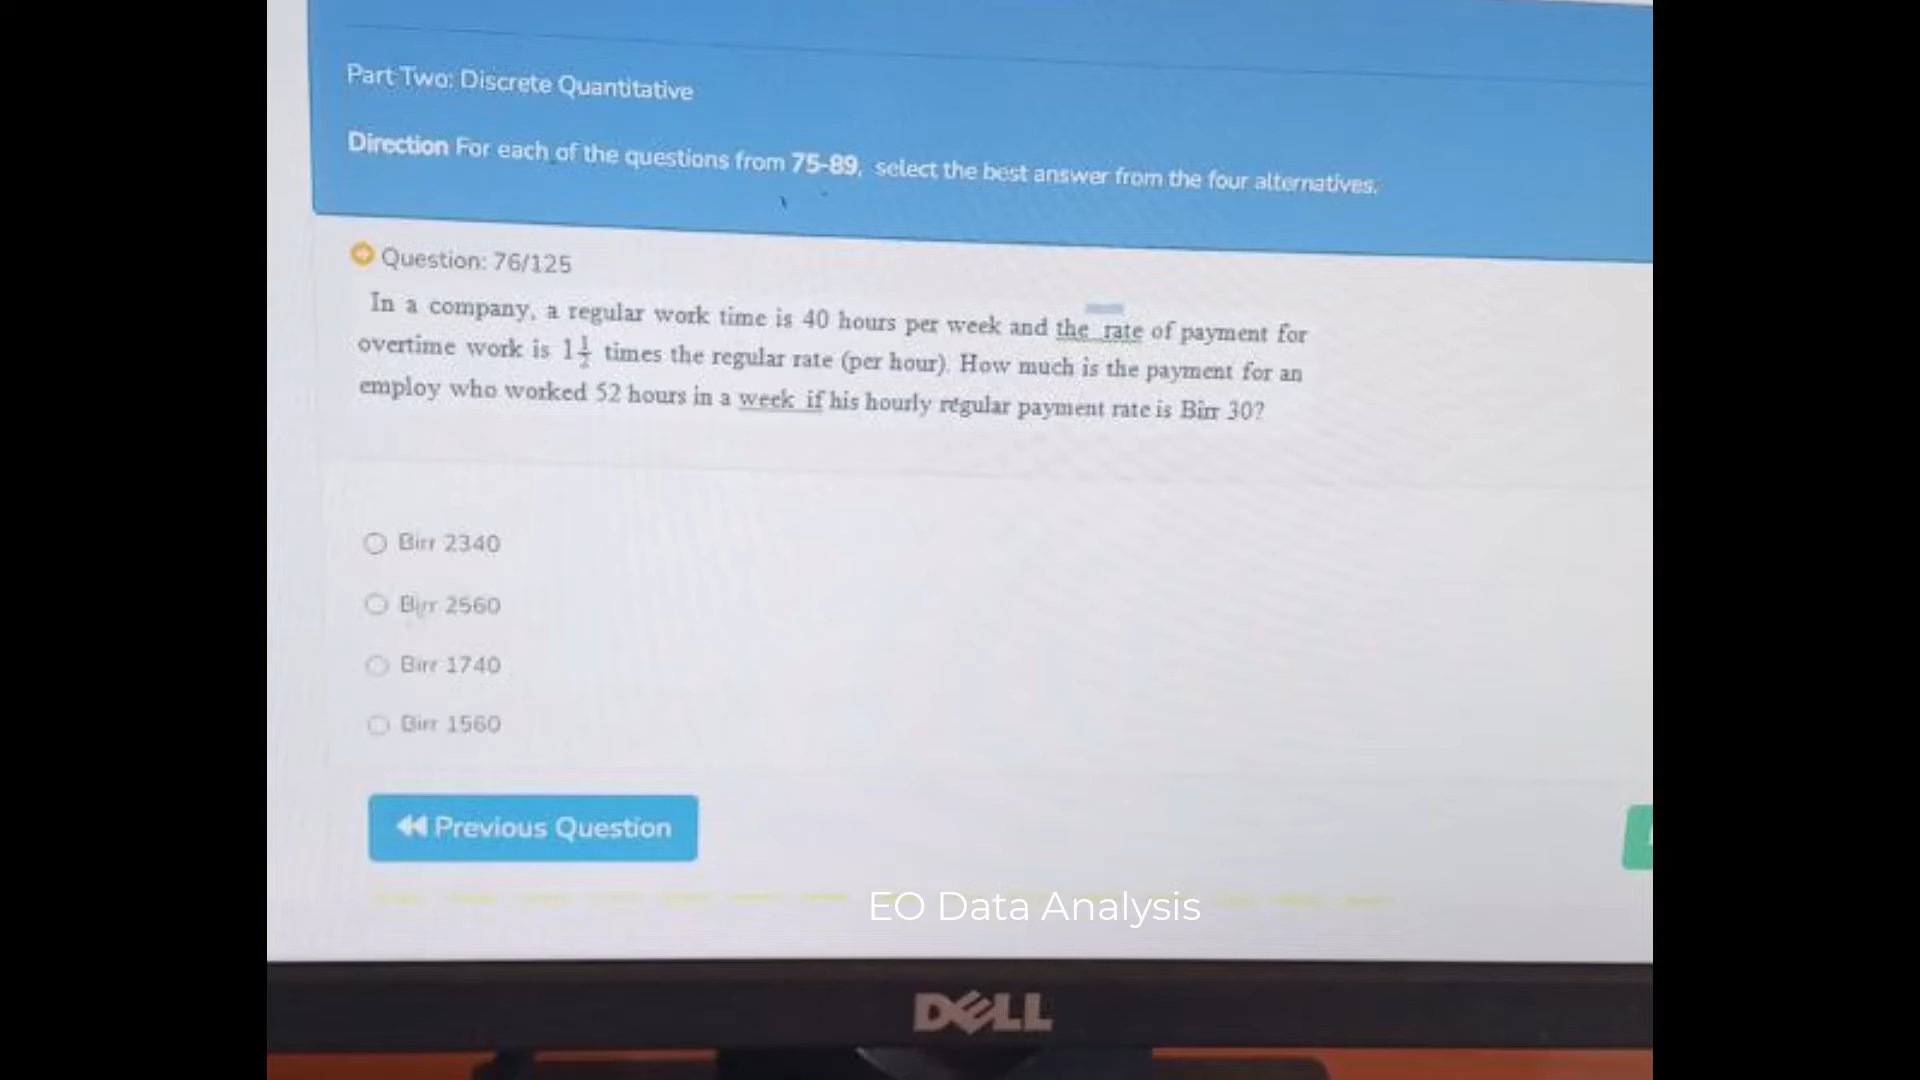 Part Two: Discrete Quantitative
Direction For each of the questions from 75-89, select the best answer from the four alternatives.
Question: 76/125
In a company, a regular work time is 40 hours per week and the rate of payment for
overtime work is 1 1/2 times the regular rate (per hour). How much is the payment for an
employ who worked 52 hours in a week if his hourly regular payment rate is Birr 30?
Birr 2340
Birr 2560
Birr 1740
Birr 1560
Previous Question
EO Data Analysis
DELL